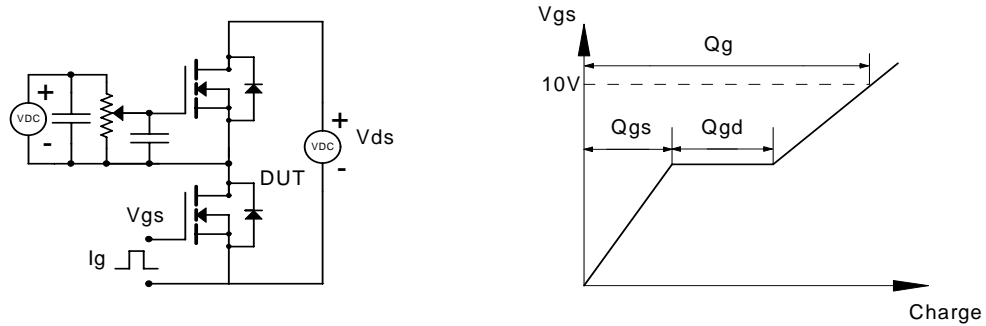 +
VDC
-
+
VDC
-
Vds
DUT
Vgs
Ig
Vgs
Qg
10V
Qgs
Qgd
Charge